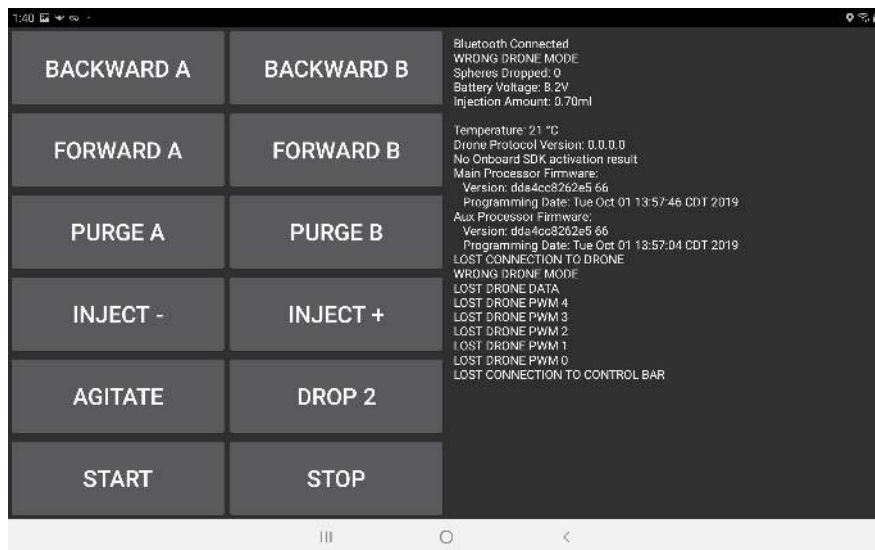 1:40
BACKWARD A
BACKWARD B
FORWARD A
FORWARD B
PURGE A
PURGE B
INJECT -
INJECT +
AGITATE
DROP 2
START
STOP
Bluetooth Connected
WRONG DRONE MODE
Spheres Dropped: 0
Battery Voltage: 8.2V
Injection Amount: 0.70ml
Temperature: 21 °C
Drone Protocol Version: 0.0.0.0
No Onboard SDK activation result
Main Processor Firmware:
Version: dda4cc8262e5 66
Programming Date: Tue Oct 01 13:57:46 CDT 2019
Aux Processor Firmware:
Version: dda4cc8262e5 66
Programming Date: Tue Oct 01 13:57:04 CDT 2019
LOST CONNECTION TO DRONE
WRONG DRONE MODE
LOST DRONE DATA
LOST DRONE PWM 4
LOST DRONE PWM 3
LOST DRONE PWM 2
LOST DRONE PWM 1
LOST DRONE PWM 0
LOST CONNECTION TO CONTROL BAR